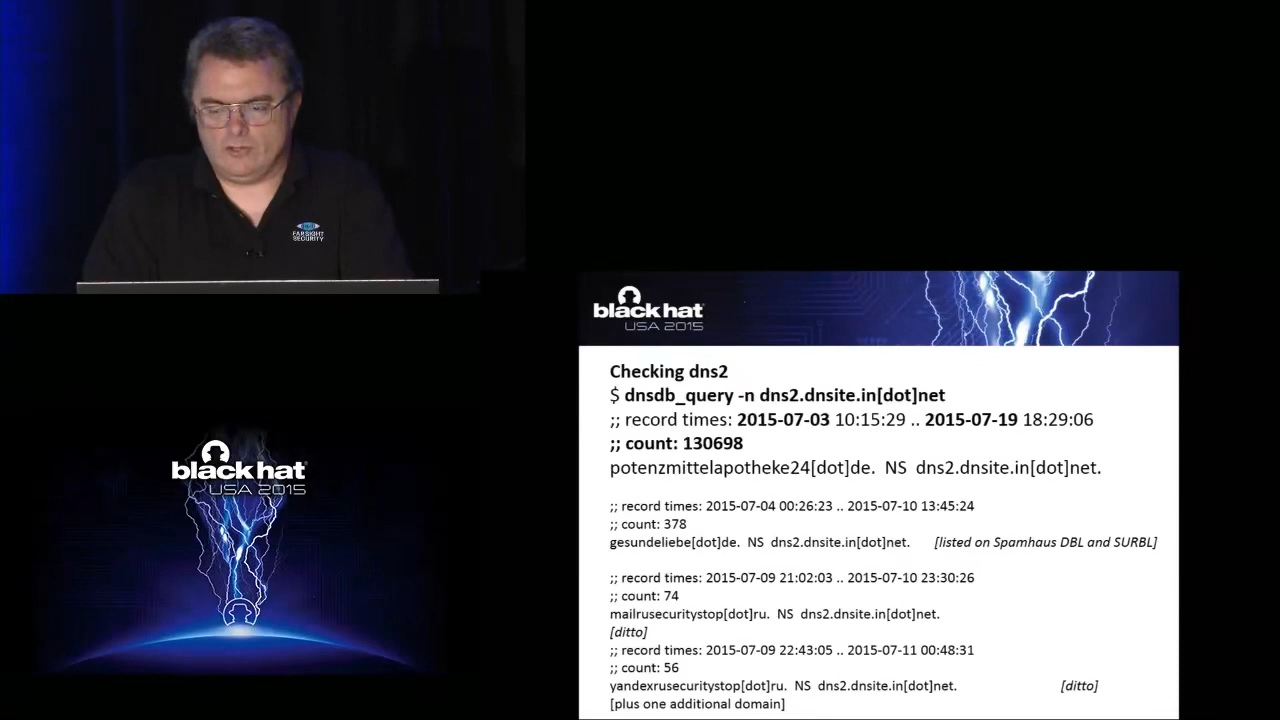 FARSIGHT
SECURITY
black hat
USA 2015
black hat
USA 2015
Checking dns2
$ dnsdb_query -n dns2.dnsite.in[dot]net
;; record times: 2015-07-03 10:15:29 .. 2015-07-19 18:29:06
;; count: 130698
potenzmittelapotheke24[dot]de. NS dns2.dnsite.in[dot]net.
;; record times: 2015-07-04 00:26:23 .. 2015-07-10 13:45:24
;; count: 378
gesundeliebe[dot]de. NS dns2.dnsite.in[dot]net. [listed on Spamhaus DBL and SURBL]
;; record times: 2015-07-09 21:02:03 .. 2015-07-10 23:30:26
;; count: 74
mailrusecuritystop[dot]ru. NS dns2.dnsite.in[dot]net.
[ditto]
;; record times: 2015-07-09 22:43:05 .. 2015-07-11 00:48:31
;; count: 56
yandexrusecuritystop[dot]ru. NS dns2.dnsite.in[dot]net. [ditto]
[plus one additional domain]